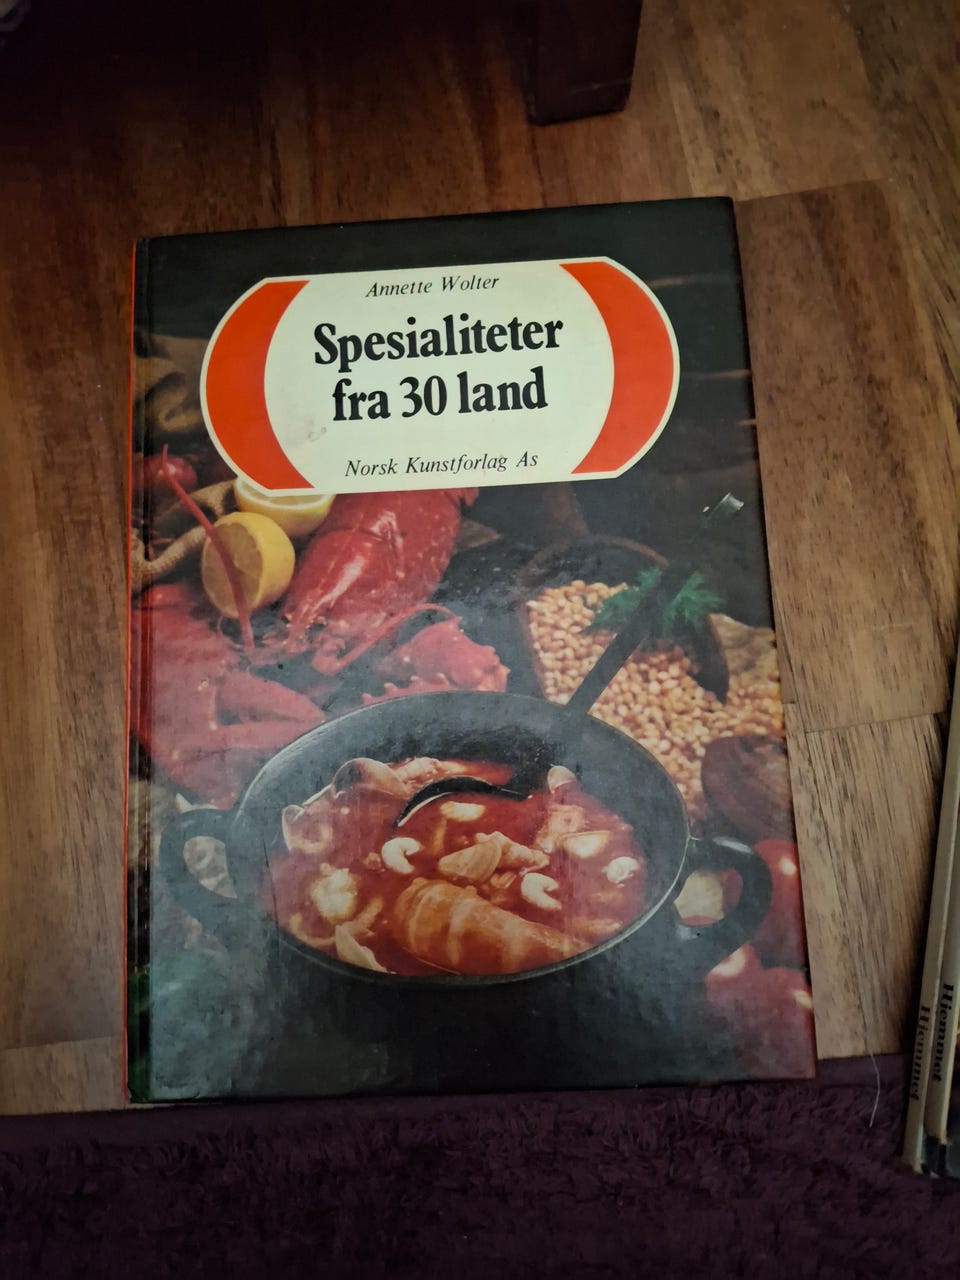 Annette Wolter
Spesialiteter
fra 30 land
Norsk Kunstforlag As
Hjemmet
Hjemmet